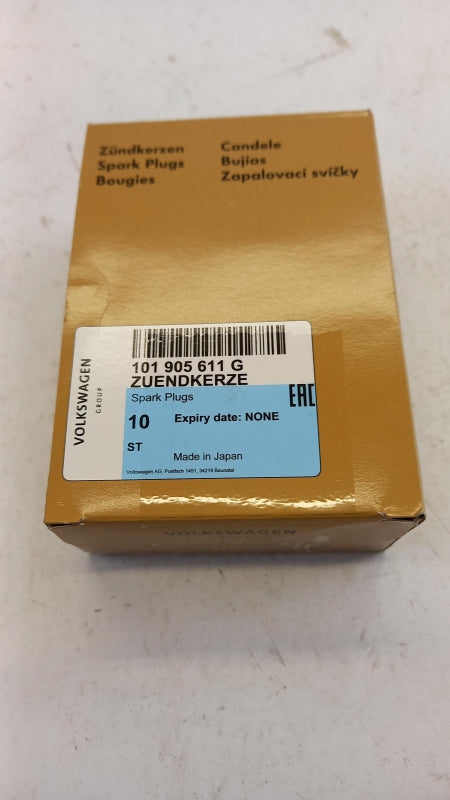 Zündkerzen
Spark Plugs
Bougies
Candele
Bujías
Zapalovací svíčky
VOLKSWAGEN
GROUP
101 905 611 G
ZUENDKERZE
Spark Plugs
EAC
10
Expiry date: NONE
ST
Made in Japan
Volkswagen AG, Postfach 1451, 34219 Baunatal
VOLKSWAGEN